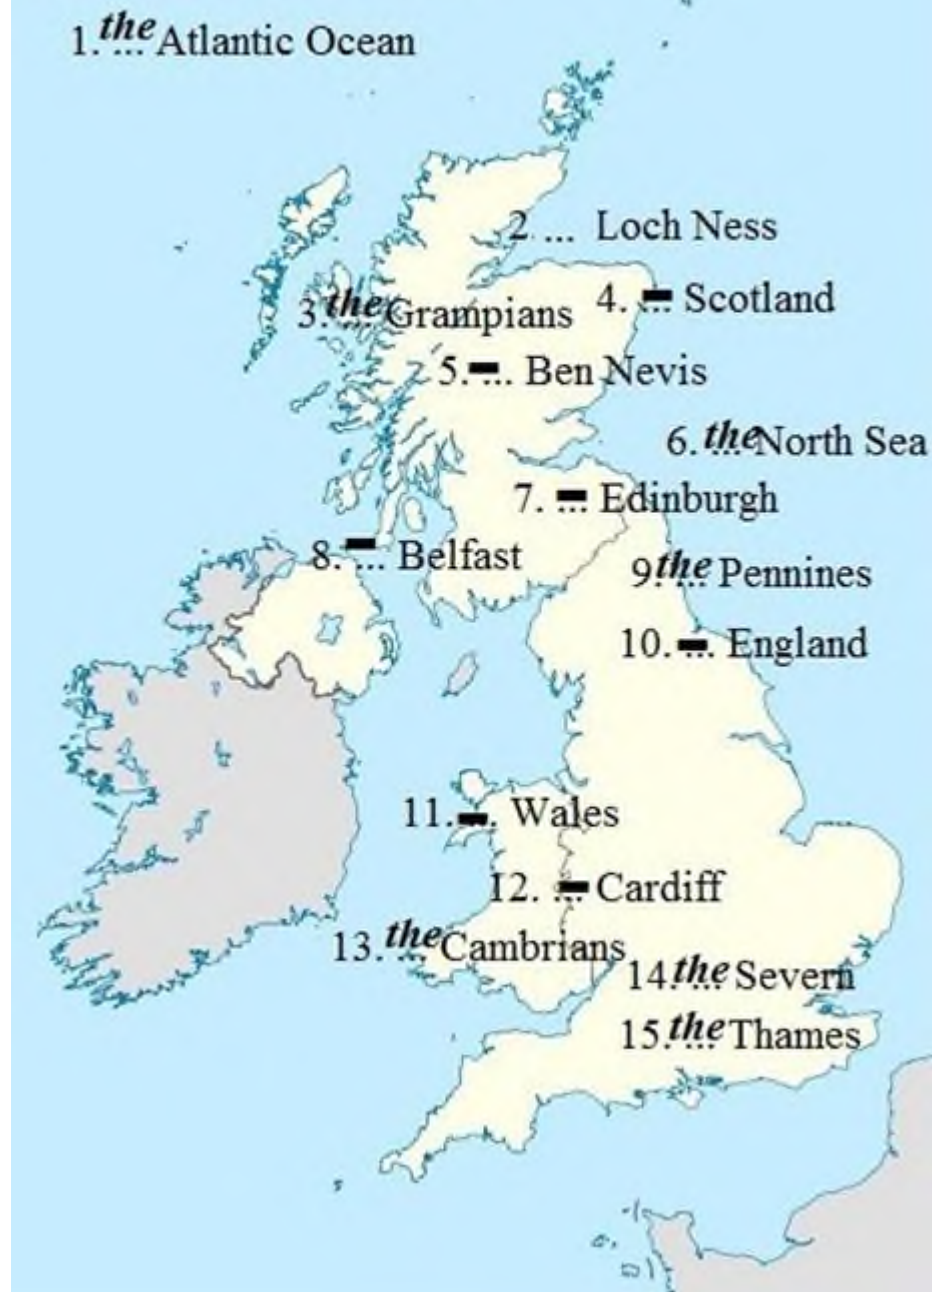 1. the ... Atlantic Ocean
2 ... Loch Ness
3. the ... Grampians
4. – ... Scotland
5. – ... Ben Nevis
6. the ... North Sea
7. – ... Edinburgh
8. – ... Belfast
9. the ... Pennines
10. – ... England
11. – ... Wales
12. – ... Cardiff
13. the ... Cambrians
14. the ... Severn
15. the ... Thames